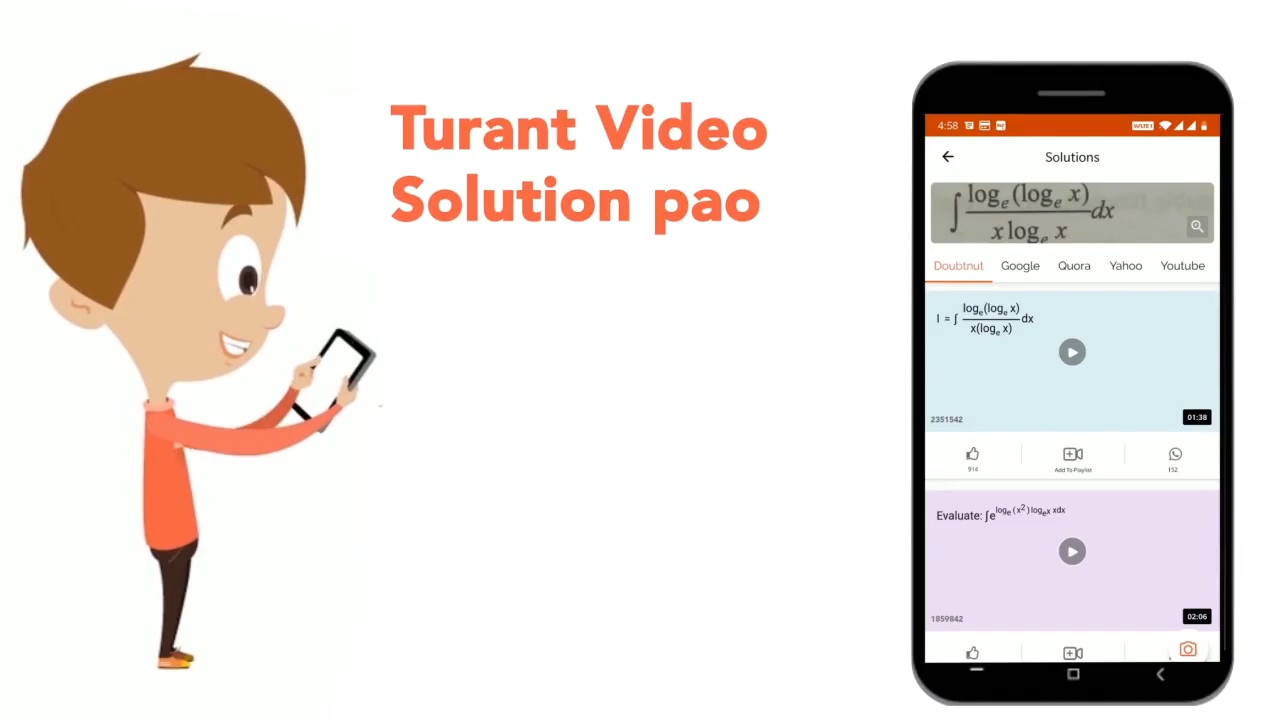 Turant Video
Solution pao
4:58
Solutions
∫ logₑ(logₑ x) / x logₑ x dx
Doubtnut Google Quora Yahoo Youtube
I = ∫ logₑ(logₑ x) / x(logₑ x) dx
2351542 01:38
914 Add To Playlist 152
Evaluate: ∫e^logₑ(x²)logₑx xdx
1859842 02:06